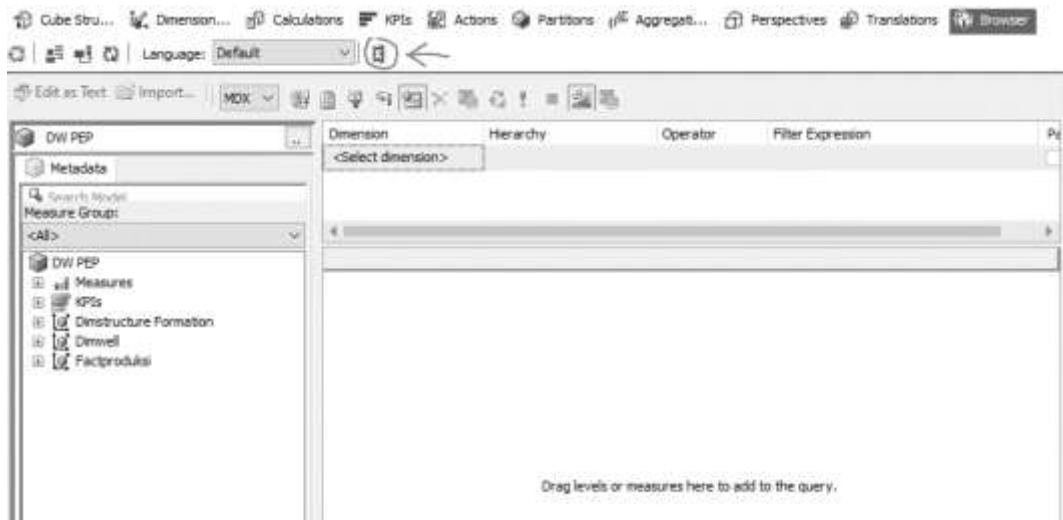 Cube Stru... Dimension... Calculations KPIs Actions Partitions Aggregati... Perspectives Translations Browser
Language: Default
Edit as Text Import... MDX
DW PEP
Metadata
Search Model
Measure Group:
<All>
DW PEP
Measures
KPIs
Dimstructure Formation
Dimwell
Factproduksi
Dimension Hierarchy Operator Filter Expression
<Select dimension>
Drag levels or measures here to add to the query.